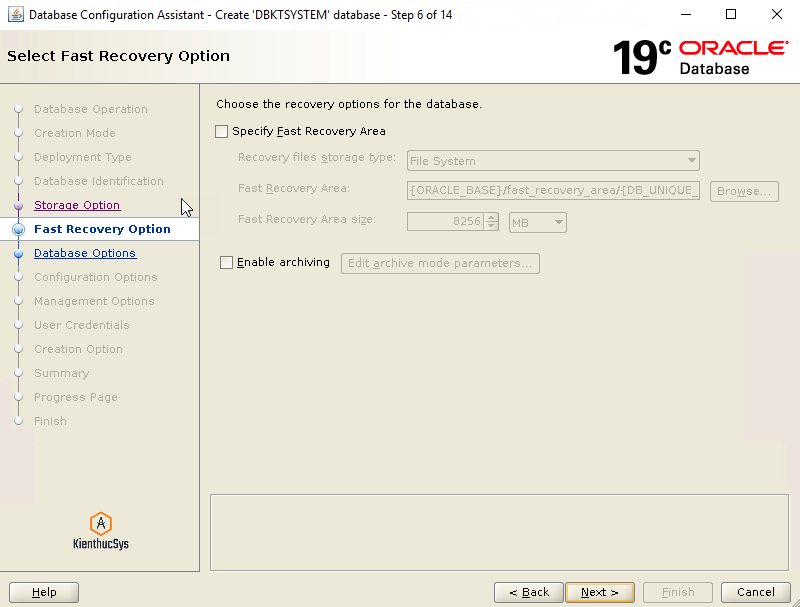 Database Configuration Assistant - Create 'DBKTSYSTEM' database - Step 6 of 14
Select Fast Recovery Option
19c ORACLE
Database
Database Operation
Creation Mode
Deployment Type
Database Identification
Storage Option
Fast Recovery Option
Database Options
Configuration Options
Management Options
User Credentials
Creation Option
Summary
Progress Page
Finish
KienthucSys
Choose the recovery options for the database.
Specify Fast Recovery Area
Recovery files storage type: File System
Fast Recovery Area: {ORACLE_BASE}/fast_recovery_area/{DB_UNIQUE_ Browse...
Fast Recovery Area size: 8256 MB
Enable archiving Edit archive mode parameters...
Help < Back Next > Finish Cancel